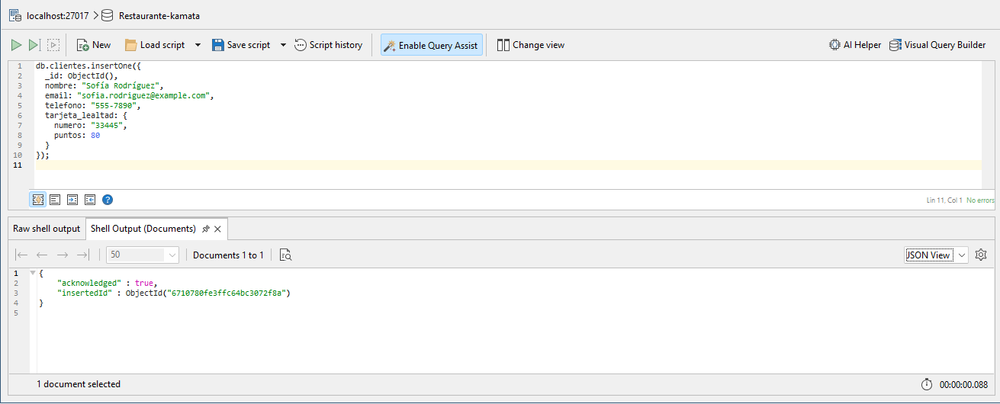 localhost:27017 > Restaurante-kamata
New Load script Save script Script history Enable Query Assist Change view AI Helper Visual Query Builder
1 db.clientes.insertOne({
2 _id: ObjectId(),
3 nombre: "Sofía Rodríguez",
4 email: "sofia.rodriguez@example.com",
5 telefono: "555-7890",
6 tarjeta_lealtad: {
7 numero: "33445",
8 puntos: 80
9 }
10 });
11
? Lin 11, Col 1 No errors
Raw shell output Shell Output (Documents)
50 Documents 1 to 1 JSON View
1 {
2 "acknowledged" : true,
3 "insertedId" : ObjectId("6710780fe3ffc64bc3072f8a")
4 }
5
1 document selected 00:00:00.088